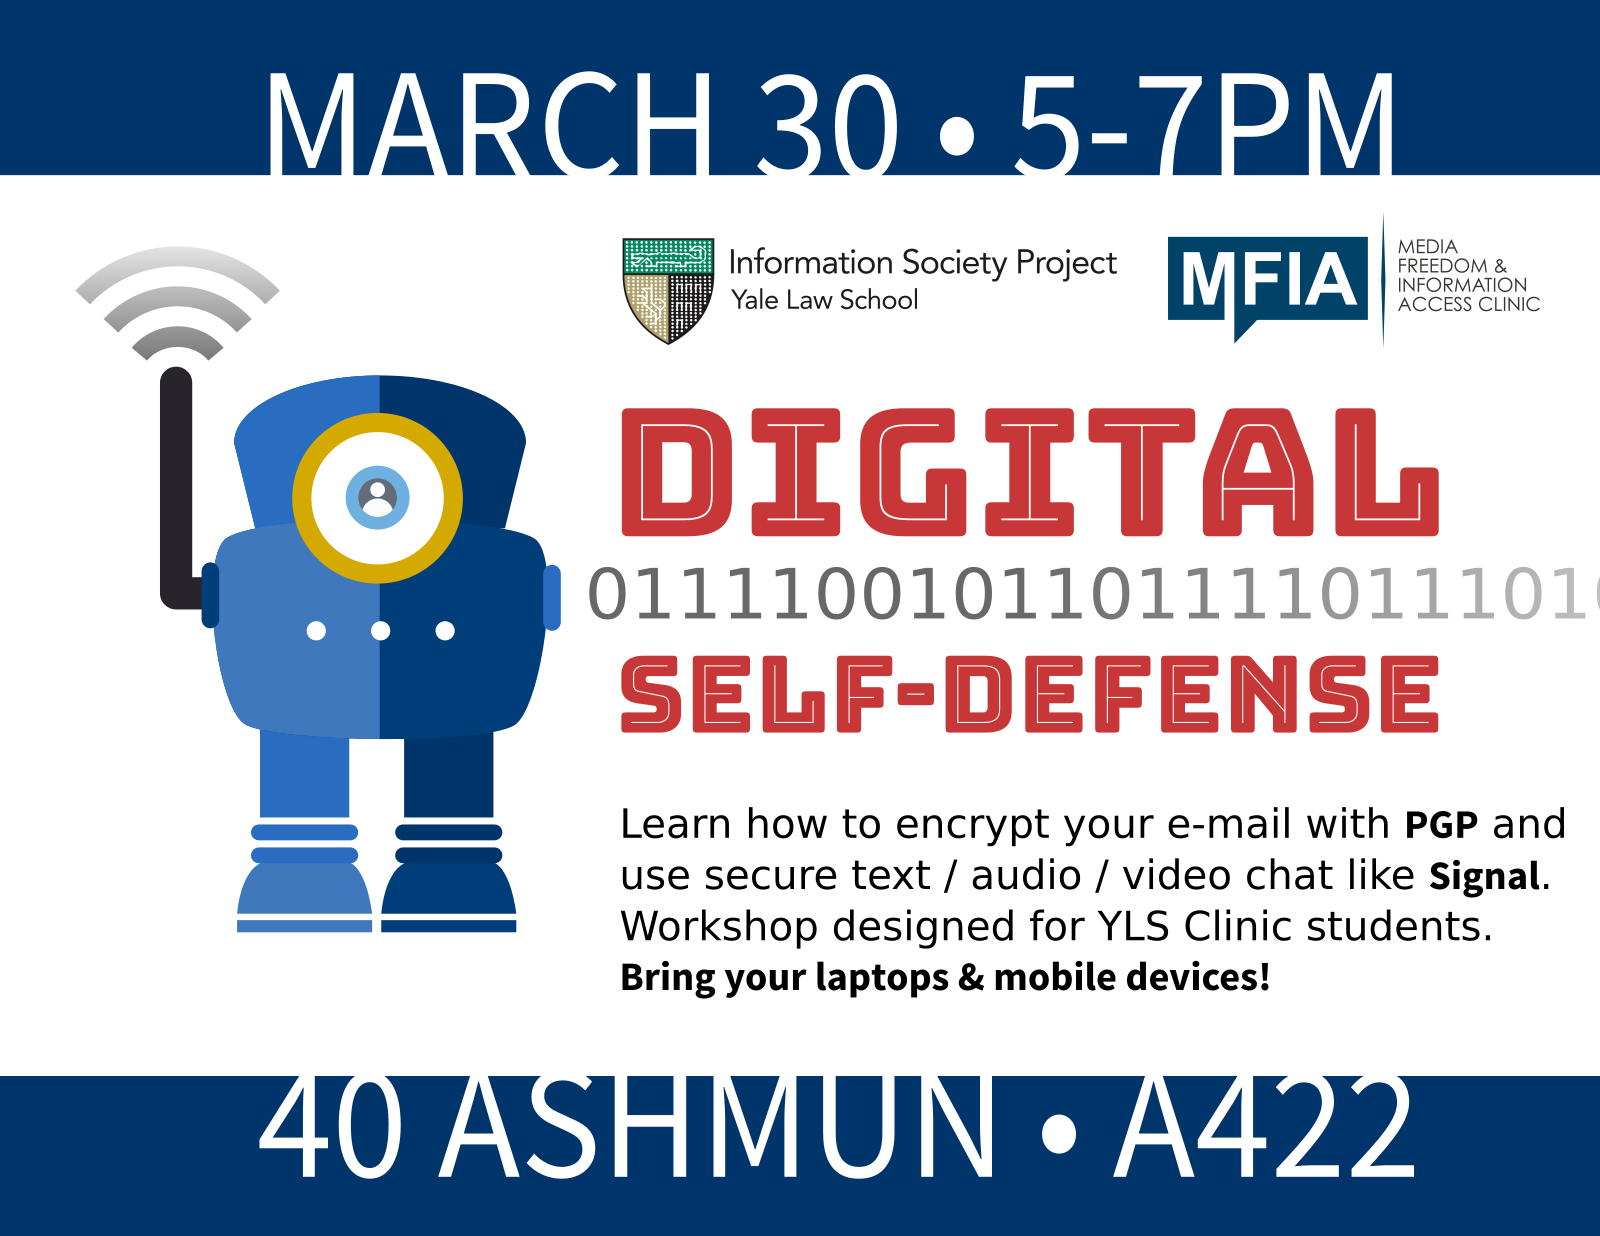 MARCH 30 • 5-7PM
Information Society Project
Yale Law School
MFIA
MEDIA
FREEDOM &
INFORMATION
ACCESS CLINIC
DIGITAL
011110010110111110111010
SELF-DEFENSE
Learn how to encrypt your e-mail with PGP and
use secure text / audio / video chat like Signal.
Workshop designed for YLS Clinic students.
Bring your laptops & mobile devices!
40 ASHMUN • A422